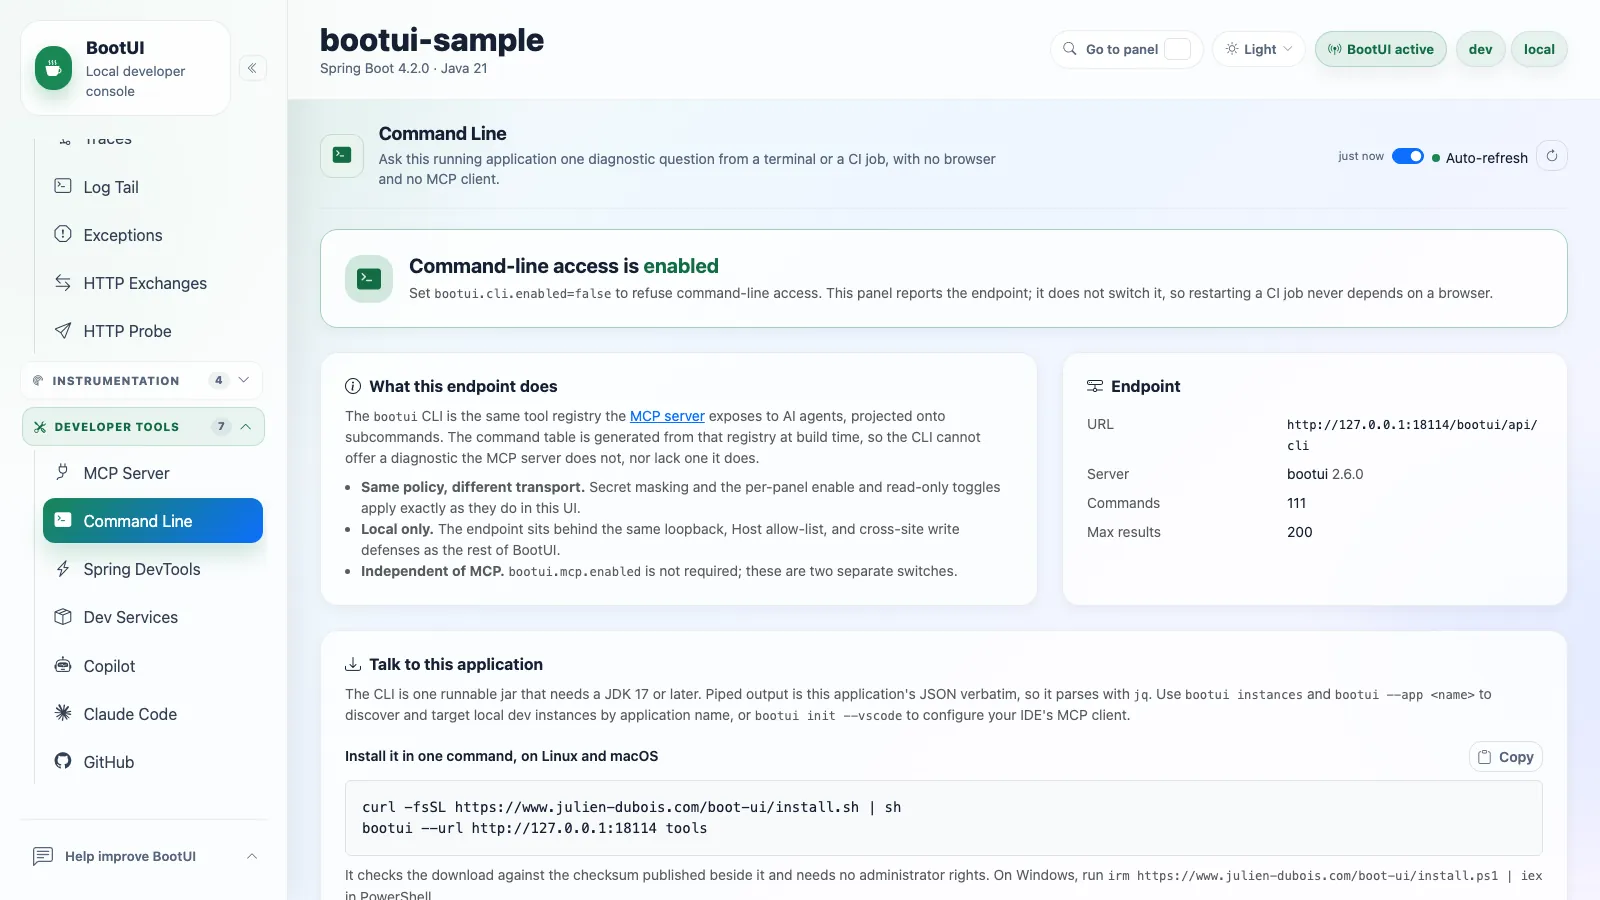 BootUI
Local developer
console
Traces
Log Tail
Exceptions
HTTP Exchanges
HTTP Probe
INSTRUMENTATION 4
DEVELOPER TOOLS 7
MCP Server
Command Line
Spring DevTools
Dev Services
Copilot
Claude Code
GitHub
Help improve BootUI
bootui-sample
Spring Boot 4.2.0 · Java 21
Go to panel
Light
BootUI active
dev
local
Command Line
Ask this running application one diagnostic question from a terminal or a CI job, with no browser
and no MCP client.
just now
Auto-refresh
Command-line access is enabled
Set bootui.cli.enabled=false to refuse command-line access. This panel reports the endpoint; it does not switch it, so restarting a CI job never depends on a browser.
What this endpoint does
The bootui CLI is the same tool registry the MCP server exposes to AI agents, projected onto
subcommands. The command table is generated from that registry at build time, so the CLI cannot
offer a diagnostic the MCP server does not, nor lack one it does.
• Same policy, different transport. Secret masking and the per-panel enable and read-only toggles
apply exactly as they do in this UI.
• Local only. The endpoint sits behind the same loopback, Host allow-list, and cross-site write
defenses as the rest of BootUI.
• Independent of MCP. bootui.mcp.enabled is not required; these are two separate switches.
Endpoint
URL http://127.0.0.1:18114/bootui/api/
cli
Server bootui 2.6.0
Commands 111
Max results 200
Talk to this application
The CLI is one runnable jar that needs a JDK 17 or later. Piped output is this application's JSON verbatim, so it parses with jq. Use bootui instances and bootui --app <name> to
discover and target local dev instances by application name, or bootui init --vscode to configure your IDE's MCP client.
Install it in one command, on Linux and macOS
Copy
curl -fsSL https://www.julien-dubois.com/boot-ui/install.sh | sh
bootui --url http://127.0.0.1:18114 tools
It checks the download against the checksum published beside it and needs no administrator rights. On Windows, run irm https://www.julien-dubois.com/boot-ui/install.ps1 | iex
in PowerShell